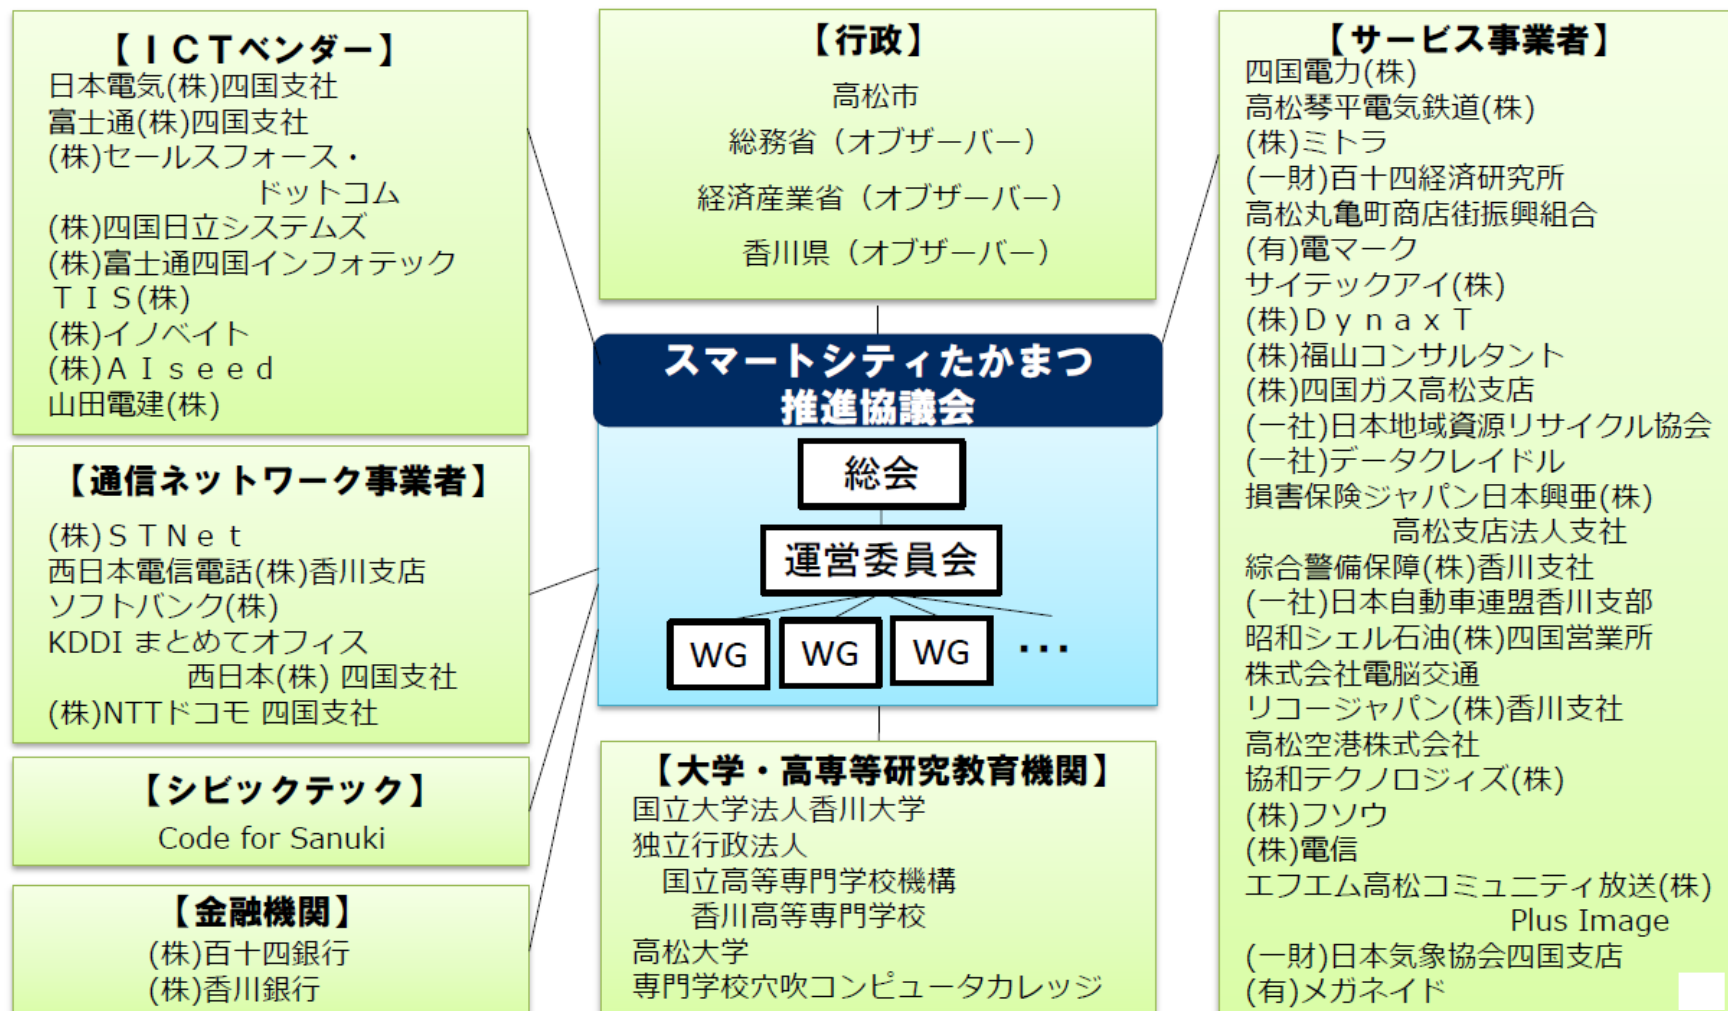 【ＩＣＴベンダー】
日本電気(株)四国支社
富士通(株)四国支社
(株)セールスフォース・
ドットコム
(株)四国日立システムズ
(株)富士通四国インフォテック
ＴＩＳ(株)
(株)イノベイト
(株)ＡＩｓｅｅｄ
山田電建(株)
【通信ネットワーク事業者】
(株)ＳＴＮｅｔ
西日本電信電話(株)香川支店
ソフトバンク(株)
KDDI まとめてオフィス
西日本(株) 四国支社
(株)NTTドコモ 四国支社
【シビックテック】
Code for Sanuki
【金融機関】
(株)百十四銀行
(株)香川銀行
【行政】
高松市
総務省（オブザーバー）
経済産業省（オブザーバー）
香川県（オブザーバー）
スマートシティたかまつ
推進協議会
総会
運営委員会
WG WG WG ・・・
【大学・高専等研究教育機関】
国立大学法人香川大学
独立行政法人
国立高等専門学校機構
香川高等専門学校
高松大学
専門学校穴吹コンピュータカレッジ
【サービス事業者】
四国電力(株)
高松琴平電気鉄道(株)
(株)ミトラ
(一財)百十四経済研究所
高松丸亀町商店街振興組合
(有)電マーク
サイテックアイ(株)
(株)ＤｙｎａｘＴ
(株)福山コンサルタント
(株)四国ガス高松支店
(一社)日本地域資源リサイクル協会
(一社)データクレイドル
損害保険ジャパン日本興亜(株)
高松支店法人支社
綜合警備保障(株)香川支社
(一社)日本自動車連盟香川支部
昭和シェル石油(株)四国営業所
株式会社電脳交通
リコージャパン(株)香川支社
高松空港株式会社
協和テクノロジィズ(株)
(株)フソウ
(株)電信
エフエム高松コミュニティ放送(株)
Plus Image
(一財)日本気象協会四国支店
(有)メガネイド